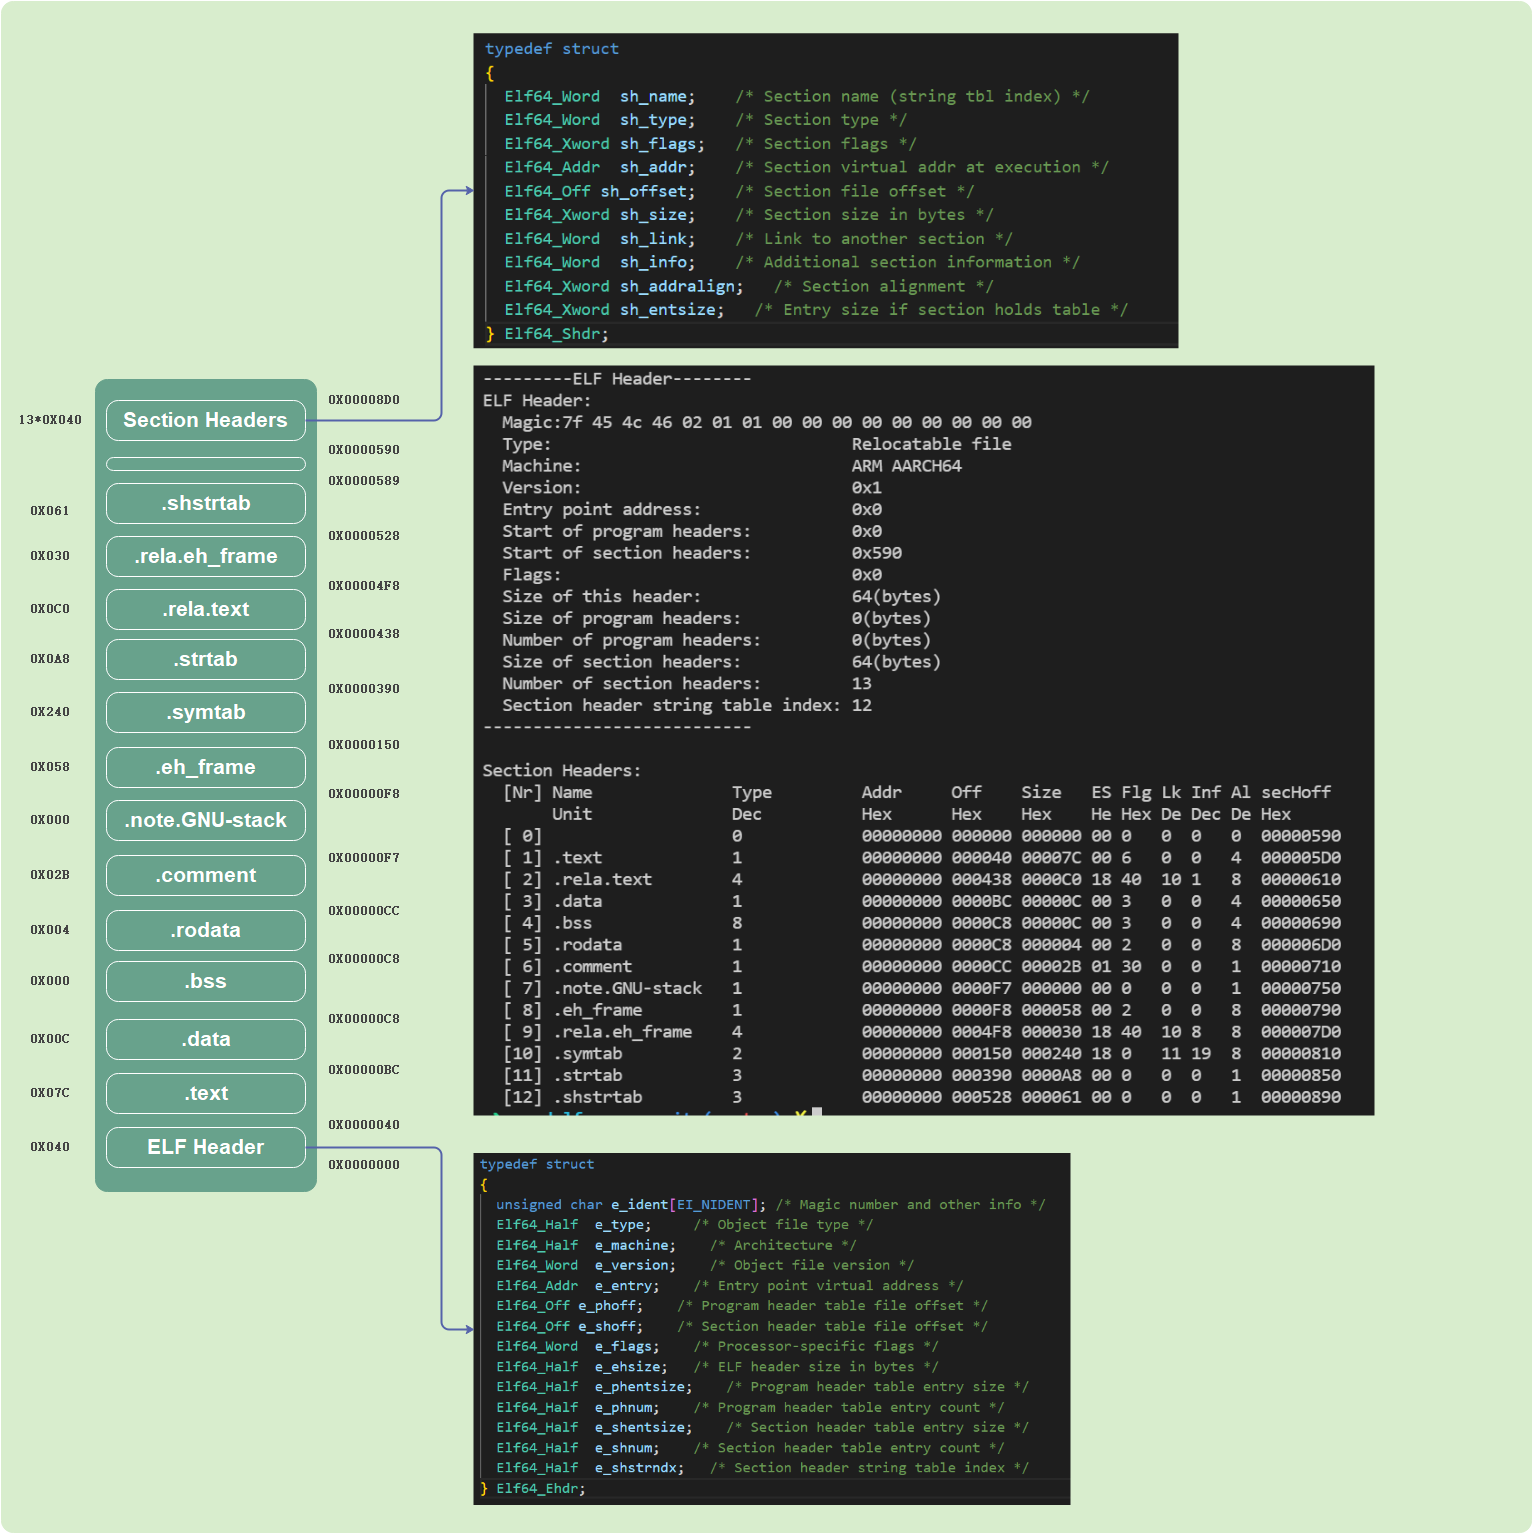 typedef struct
{
Elf64_Word  sh_name;    /* Section name (string tbl index) */
Elf64_Word  sh_type;    /* Section type */
Elf64_Xword sh_flags;   /* Section flags */
Elf64_Addr  sh_addr;    /* Section virtual addr at execution */
Elf64_Off sh_offset;    /* Section file offset */
Elf64_Xword sh_size;    /* Section size in bytes */
Elf64_Word  sh_link;    /* Link to another section */
Elf64_Word  sh_info;    /* Additional section information */
Elf64_Xword sh_addralign;   /* Section alignment */
Elf64_Xword sh_entsize;   /* Entry size if section holds table */
} Elf64_Shdr;
0X00008D0
13*0X040 Section Headers
0X0000590
0X0000589
0X061 .shstrtab
0X0000528
0X030 .rela.eh_frame
0X00004F8
0X0C0 .rela.text
0X0000438
0X0A8 .strtab
0X0000390
0X240 .symtab
0X0000150
0X058 .eh_frame
0X00000F8
0X000 .note.GNU-stack
0X00000F7
0X02B .comment
0X00000CC
0X004 .rodata
0X00000C8
0X000 .bss
0X00000C8
0X00C .data
0X00000BC
0X07C .text
0X0000040
0X040 ELF Header
0X0000000
---------ELF Header--------
ELF Header:
Magic:7f 45 4c 46 02 01 01 00 00 00 00 00 00 00 00 00
Type: Relocatable file
Machine: ARM AARCH64
Version: 0x1
Entry point address: 0x0
Start of program headers: 0x0
Start of section headers: 0x590
Flags: 0x0
Size of this header: 64(bytes)
Size of program headers: 0(bytes)
Number of program headers: 0(bytes)
Size of section headers: 64(bytes)
Number of section headers: 13
Section header string table index: 12
---------------------------
Section Headers:
[Nr] Name Type Addr Off Size ES Flg Lk Inf Al secHoff
Unit Dec Hex Hex Hex He Hex De Dec De Hex
[ 0] 0 00000000 000000 000000 00 0 0 0 0 00000590
[ 1] .text 1 00000000 000040 00007C 00 6 0 0 4 000005D0
[ 2] .rela.text 4 00000000 000438 0000C0 18 40 10 1 8 00000610
[ 3] .data 1 00000000 0000BC 00000C 00 3 0 0 4 00000650
[ 4] .bss 8 00000000 0000C8 00000C 00 3 0 0 4 00000690
[ 5] .rodata 1 00000000 0000C8 000004 00 2 0 0 8 000006D0
[ 6] .comment 1 00000000 0000CC 00002B 01 30 0 0 1 00000710
[ 7] .note.GNU-stack 1 00000000 0000F7 000000 00 0 0 0 1 00000750
[ 8] .eh_frame 1 00000000 0000F8 000058 00 2 0 0 8 00000790
[ 9] .rela.eh_frame 4 00000000 0004F8 000030 18 40 10 8 8 000007D0
[10] .symtab 2 00000000 000150 000240 18 0 11 19 8 00000810
[11] .strtab 3 00000000 000390 0000A8 00 0 0 0 1 00000850
[12] .shstrtab 3 00000000 000528 000061 00 0 0 0 1 00000890
typedef struct
{
unsigned char e_ident[EI_NIDENT]; /* Magic number and other info */
Elf64_Half  e_type;     /* Object file type */
Elf64_Half  e_machine;    /* Architecture */
Elf64_Word  e_version;    /* Object file version */
Elf64_Addr  e_entry;    /* Entry point virtual address */
Elf64_Off e_phoff;    /* Program header table file offset */
Elf64_Off e_shoff;    /* Section header table file offset */
Elf64_Word  e_flags;    /* Processor-specific flags */
Elf64_Half  e_ehsize;   /* ELF header size in bytes */
Elf64_Half  e_phentsize;    /* Program header table entry size */
Elf64_Half  e_phnum;    /* Program header table entry count */
Elf64_Half  e_shentsize;    /* Section header table entry size */
Elf64_Half  e_shnum;    /* Section header table entry count */
Elf64_Half  e_shstrndx;   /* Section header string table index */
} Elf64_Ehdr;